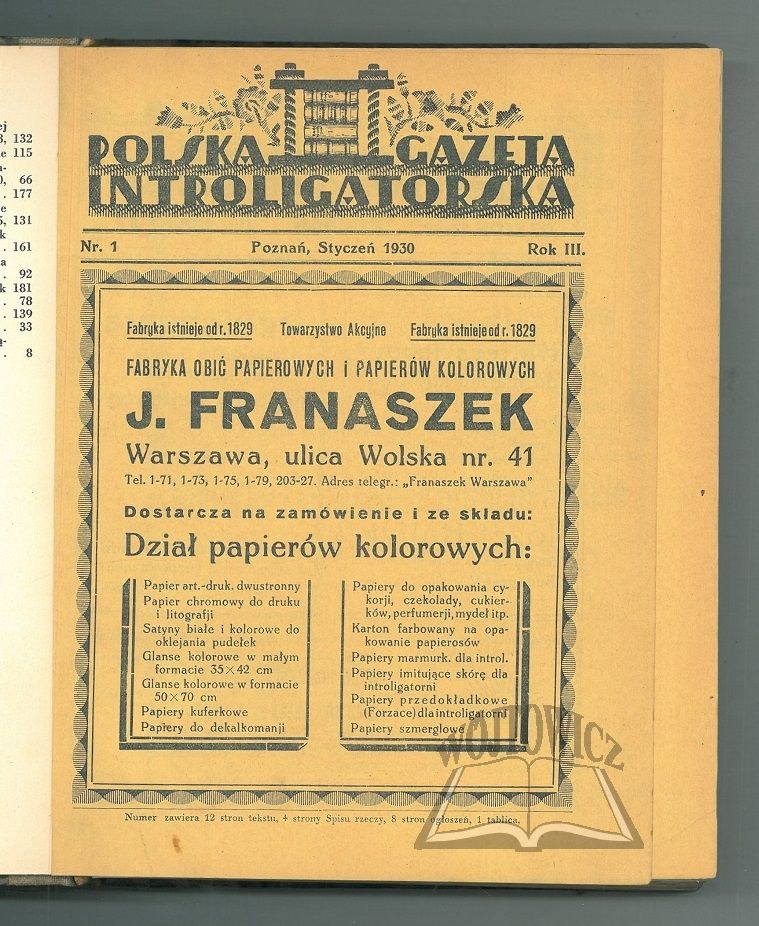 ej
3, 132
ie 115
a-
0, 66
. 177
e
5, 131
k
. 161
a
. 92
k 181
. 78
. 139
. 33
. 8
POLSKA GAZETA
INTROLIGATORSKA
Nr. 1 Poznań, Styczeń 1930 Rok III.
Fabryka istnieje od r. 1829 Towarzystwo Akcyjne Fabryka istnieje od r. 1829
FABRYKA OBIĆ PAPIEROWYCH i PAPIERÓW KOLOROWYCH
J. FRANASZEK
Warszawa, ulica Wolska nr. 41
Tel. 1-71, 1-73, 1-75, 1-79, 203-27. Adres telegr.: „Franaszek Warszawa"
Dostarcza na zamówienie i ze składu:
Dział papierów kolorowych:
Papier art.-druk. dwustronny
Papier chromowy do druku
i litografji
Satyny białe i kolorowe do
oklejania pudełek
Glanse kolorowe w małym
formacie 35×42 cm
Glanse kolorowe w formacie
50×70 cm
Papiery kuferkowe
Papiery do dekalkomanji
Papiery do opakowania cy-
korji, czekolady, cukier-
ków, perfumerji, mydeł itp.
Karton farbowany na opa-
kowanie papierosów
Papiery marmurk. dla introl.
Papiery imitujące skórę dla
introligatorni
Papiery przedokładkowe
(Forzace) dla introligatorni
Papiery szmerglowe
WÓJTOWICZ
Numer zawiera 12 stron tekstu, 4 strony Spisu rzeczy, 8 stron ogłoszeń, 1 tablica.